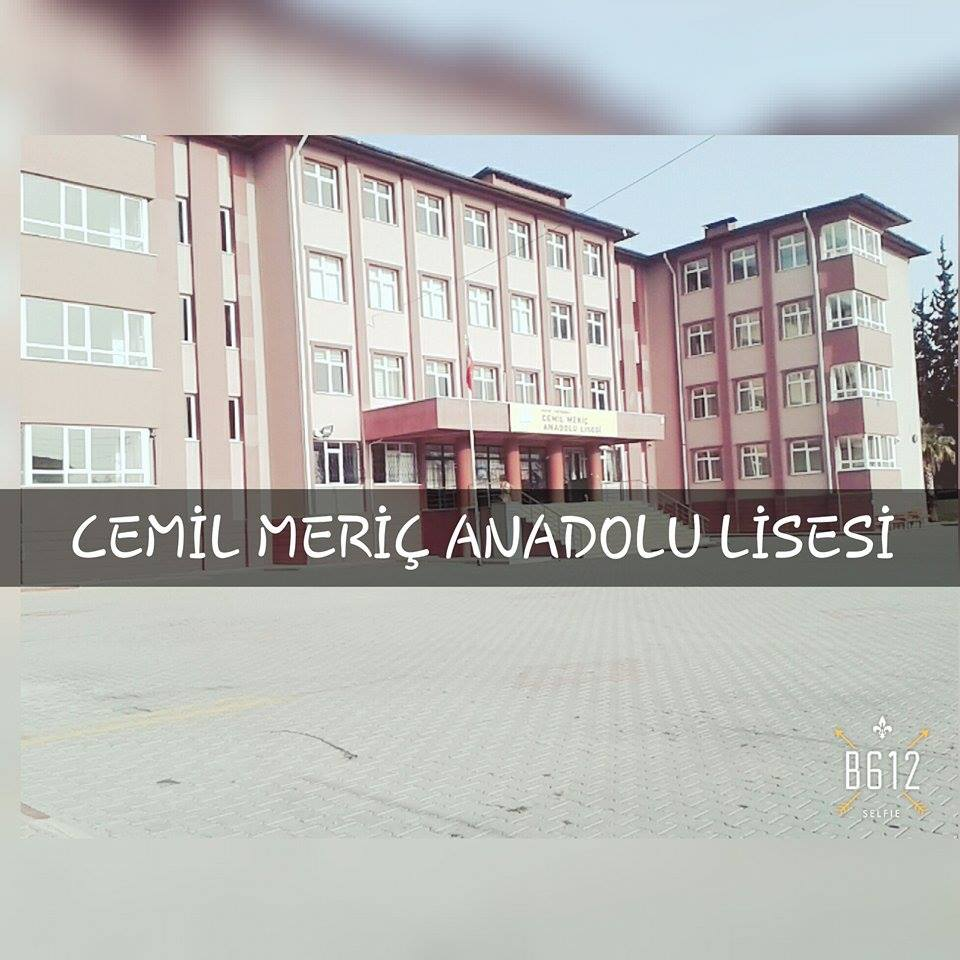 CEMİL MERİÇ
ANADOLU LİSESİ
CEMİL MERİÇ ANADOLU LİSESİ
B612
SELFIE